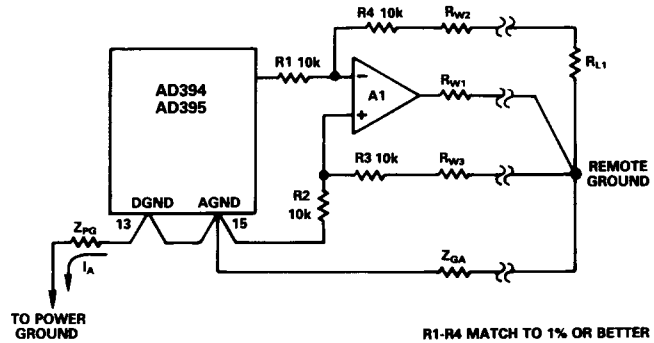 R4 10k
RW2
R1 10k
RL1
AD394
AD395
−
A1
+
RW1
R3 10k
RW3
REMOTE
GROUND
DGND
AGND
R2
10k
13
15
ZPG
IA
ZGA
TO POWER
GROUND
R1-R4 MATCH TO 1% OR BETTER